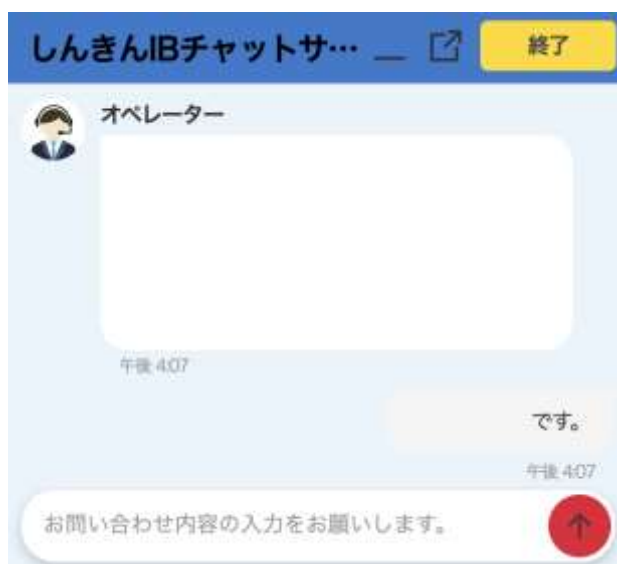 しんきんIBチャットサ…
終了
オペレーター
午後 4:07
です。
午後 4:07
お問い合わせ内容の入力をお願いします。